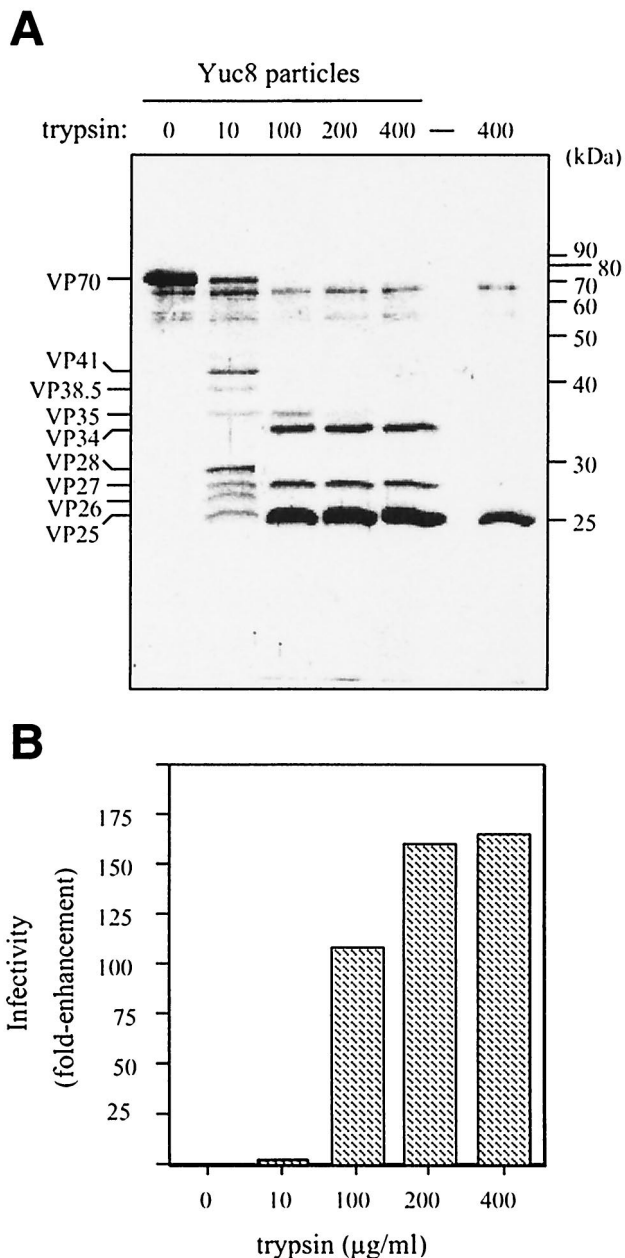 A
Yuc8 particles
trypsin: 0 10 100 200 400 — 400
(kDa)
90
80
VP70
70
60
50
VP41
40
VP38.5
VP35
VP34
VP28
30
VP27
VP26
25
VP25
B
175
150
125
100
75
50
25
Infectivity
(fold-enhancement)
0 10 100 200 400
trypsin (µg/ml)